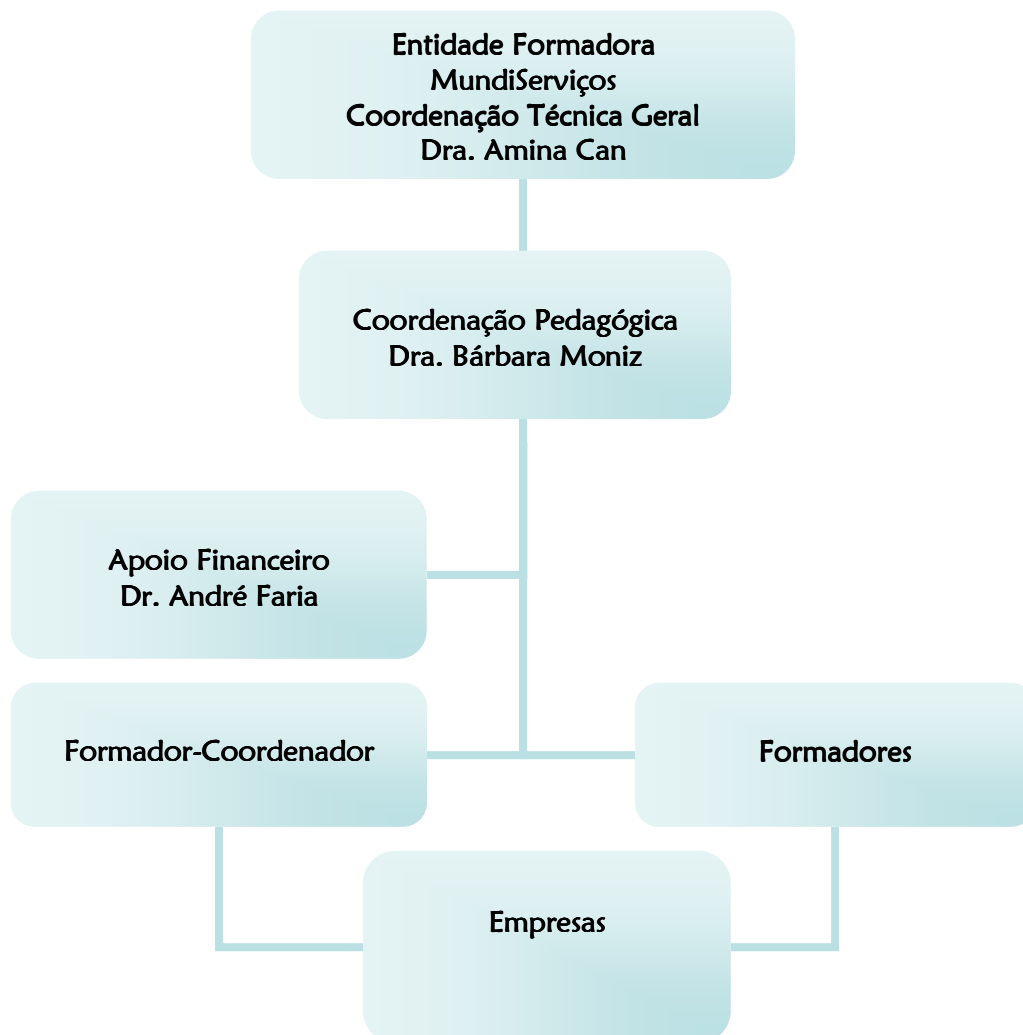 Entidade Formadora
MundiServiços
Coordenação Técnica Geral
Dra. Amina Can
Coordenação Pedagógica
Dra. Bárbara Moniz
Apoio Financeiro
Dr. André Faria
Formador-Coordenador
Formadores
Empresas